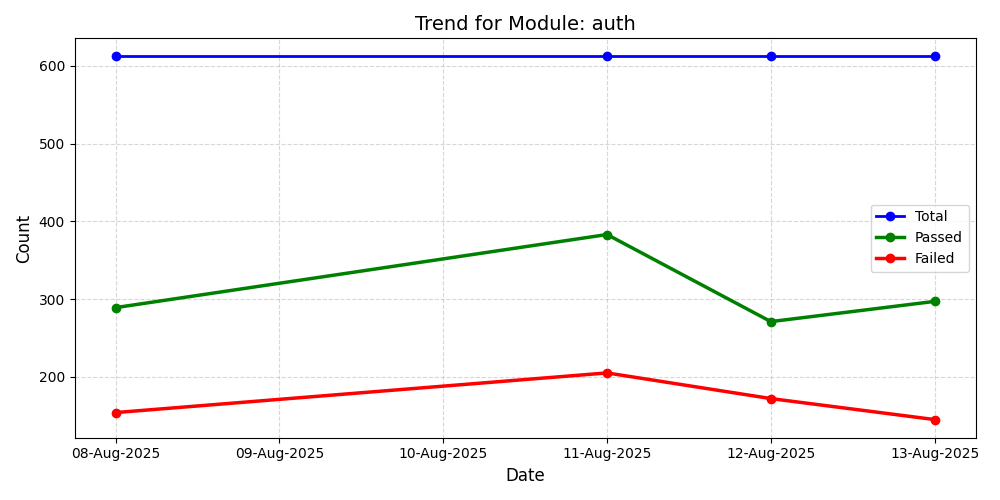 Trend for Module: auth
Count
600
500
400
300
200
Total
Passed
Failed
08-Aug-2025
09-Aug-2025
10-Aug-2025
11-Aug-2025
12-Aug-2025
13-Aug-2025
Date